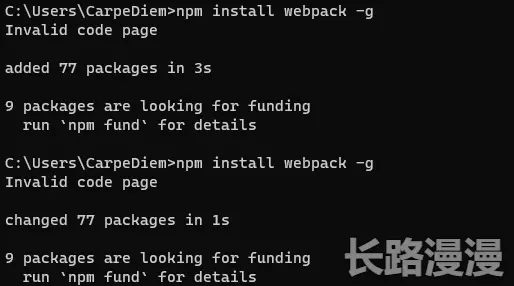 C:\Users\CarpeDiem>npm install webpack -g
Invalid code page
added 77 packages in 3s
9 packages are looking for funding
  run `npm fund` for details
C:\Users\CarpeDiem>npm install webpack -g
Invalid code page
changed 77 packages in 1s
9 packages are looking for funding
  run `npm fund` for details
长路漫漫